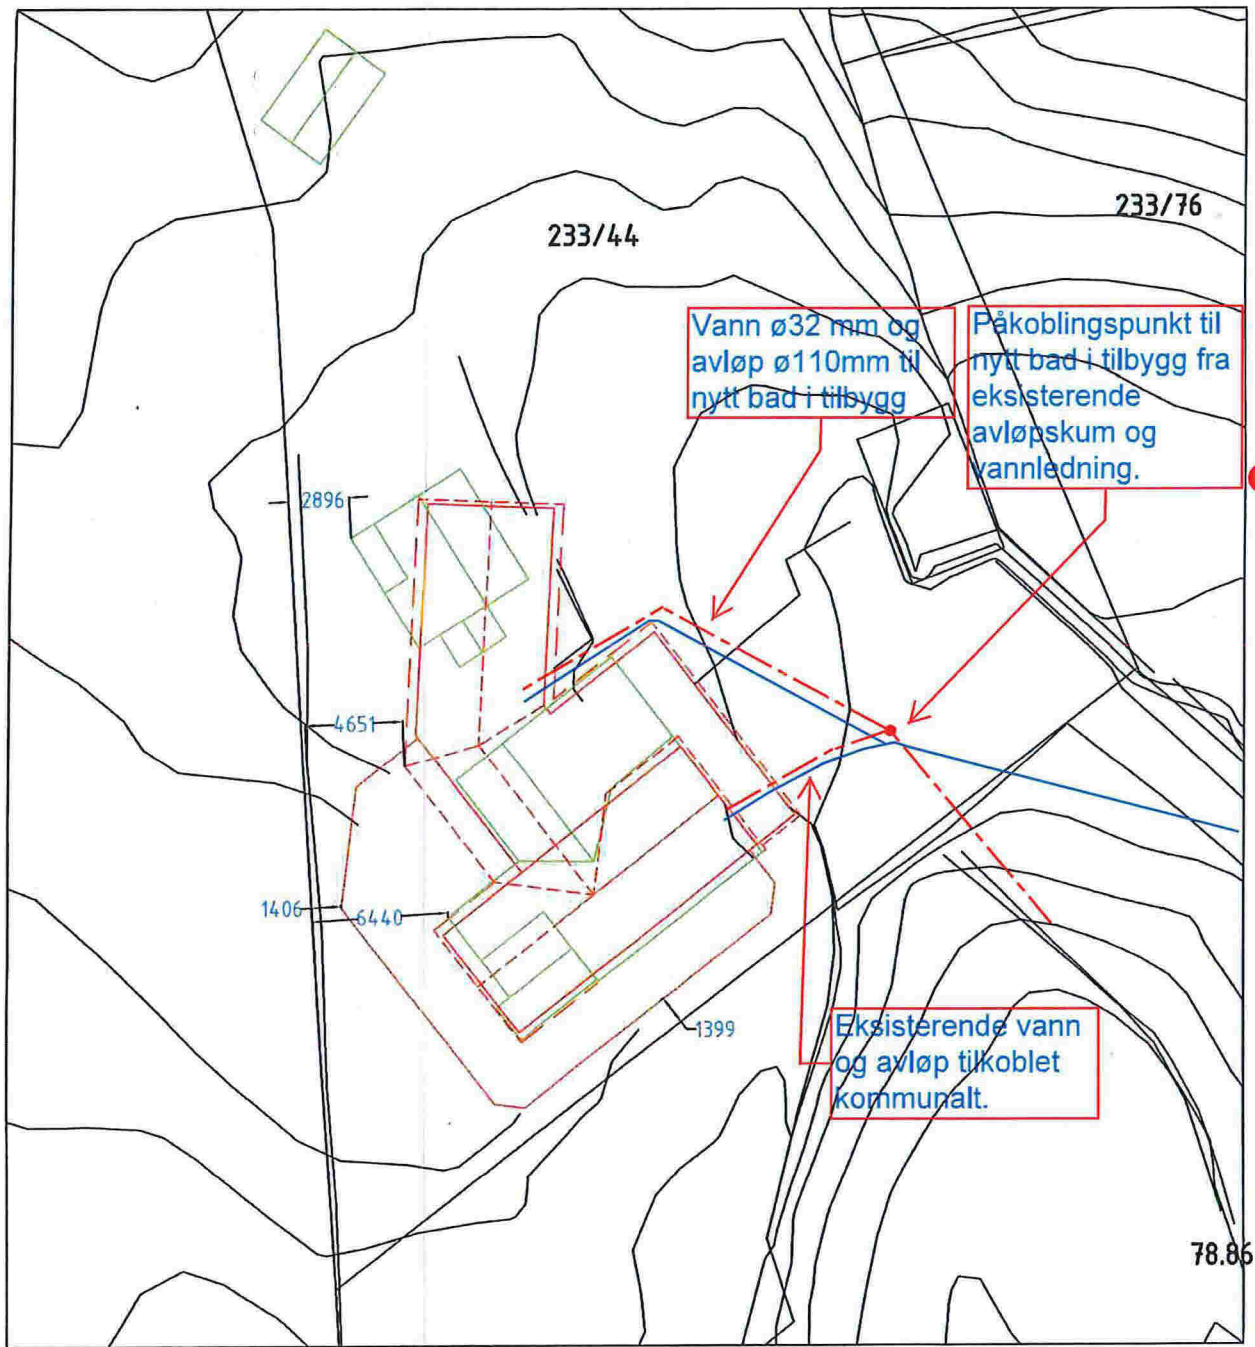 233/76
233/44
Vann ø32 mm og
avløp ø110mm til
nytt bad i tilbygg
Påkoblingspunkt til
nytt bad i tilbygg fra
eksisterende
avløpskum og
vannledning.
2896
4651
1406
6440
1399
Eksisterende vann
og avløp tilkoblet
kommunalt.
78.86